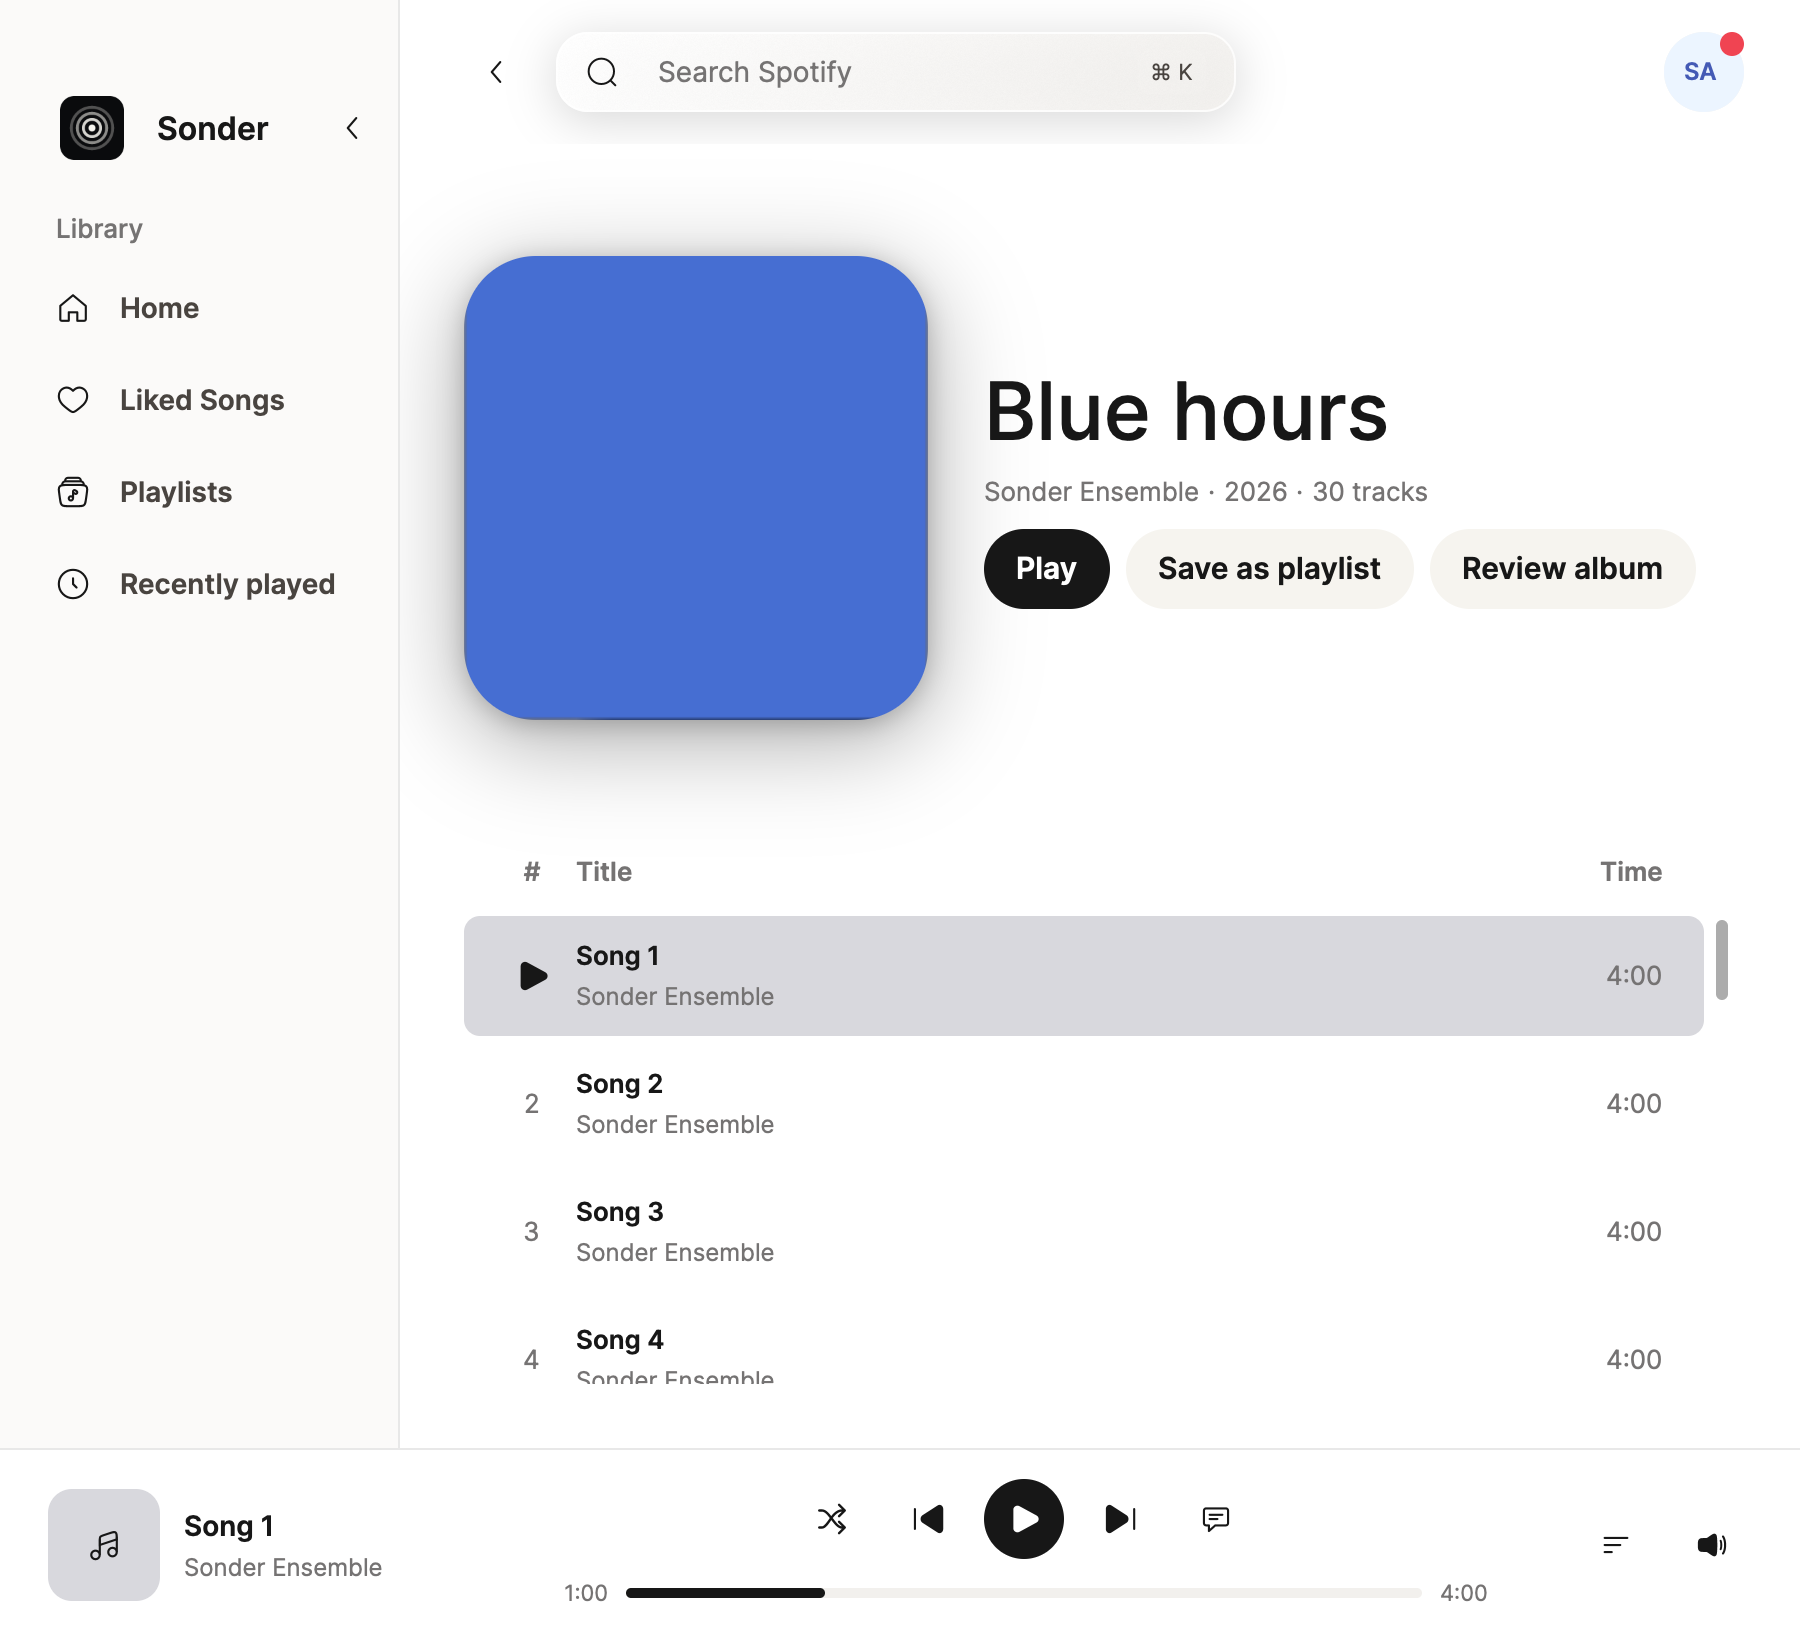 Sonder
Library
Home
Liked Songs
Playlists
Recently played
Search Spotify ⌘ K
SA
Blue hours
Sonder Ensemble · 2026 · 30 tracks
Play Save as playlist Review album
# Title Time
Song 1
Sonder Ensemble
4:00
2 Song 2
Sonder Ensemble
4:00
3 Song 3
Sonder Ensemble
4:00
4 Song 4
Sonder Ensemble
4:00
Song 1
Sonder Ensemble
1:00 4:00